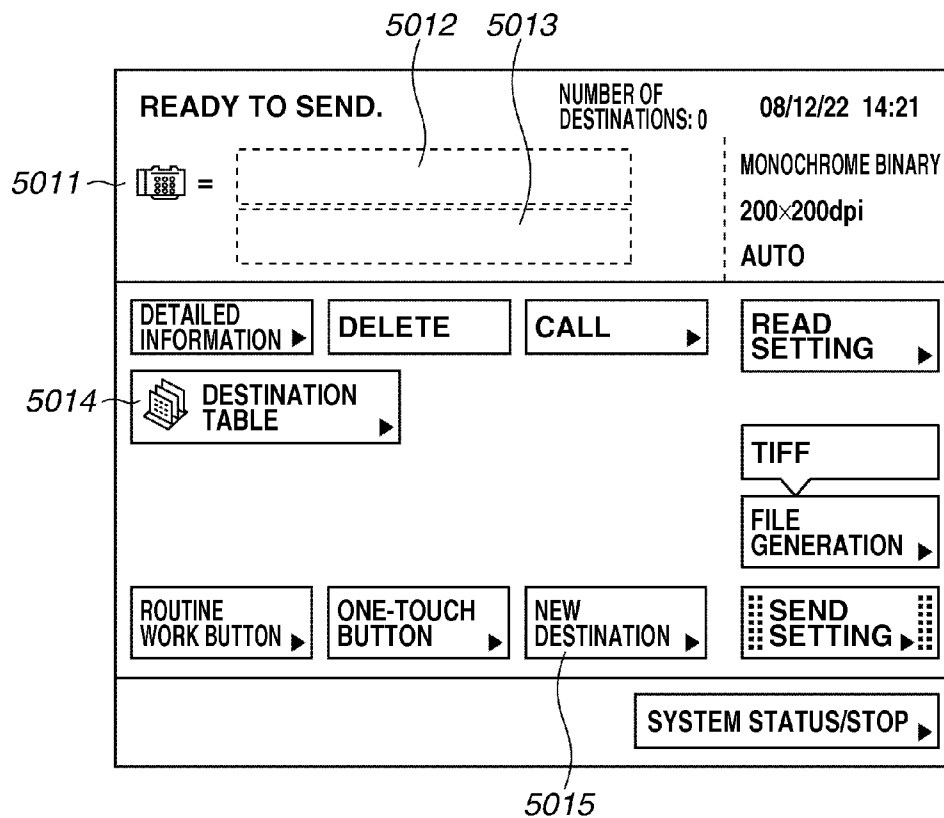 5012 5013
READY TO SEND.
NUMBER OF
DESTINATIONS: 0
08/12/22 14:21
5011
=
MONOCHROME BINARY
200×200dpi
AUTO
DETAILED
INFORMATION
DELETE
CALL
READ
SETTING
5014
DESTINATION
TABLE
TIFF
FILE
GENERATION
ROUTINE
WORK BUTTON
ONE-TOUCH
BUTTON
NEW
DESTINATION
SEND
SETTING
SYSTEM STATUS/STOP
5015